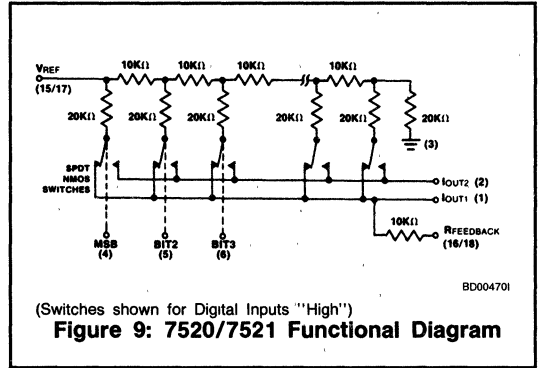 10KΩ 10KΩ 10KΩ 10KΩ
VREF
(15/17)
20KΩ 20KΩ 20KΩ 20KΩ 20KΩ 20KΩ
(3)
SPDT
NMOS
SWITCHES
IOUT2 (2)
IOUT1 (1)
10KΩ
RFEEDBACK
(16/18)
MSB
(4)
BIT2
(5)
BIT3
(6)
BD00470I
(Switches shown for Digital Inputs "High")
Figure 9: 7520/7521 Functional Diagram